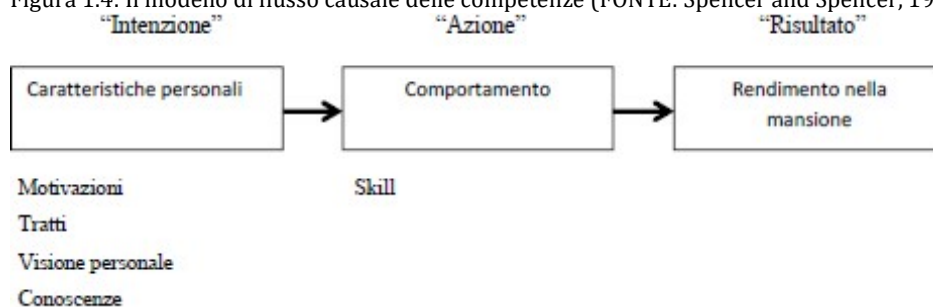 Figura 1.4: Il modello di flusso causale delle competenze (FONTE: Spencer and Spencer, 19
“Intenzione” “Azione” “Risultato”
Caratteristiche personali Comportamento Rendimento nella
mansione
Motivazioni Skill
Tratti
Visione personale
Conoscenze